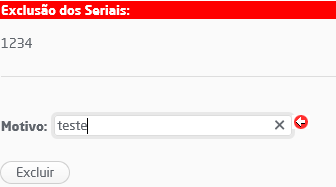 Exclusão dos Seriais:
1234
Motivo: teste
Excluir